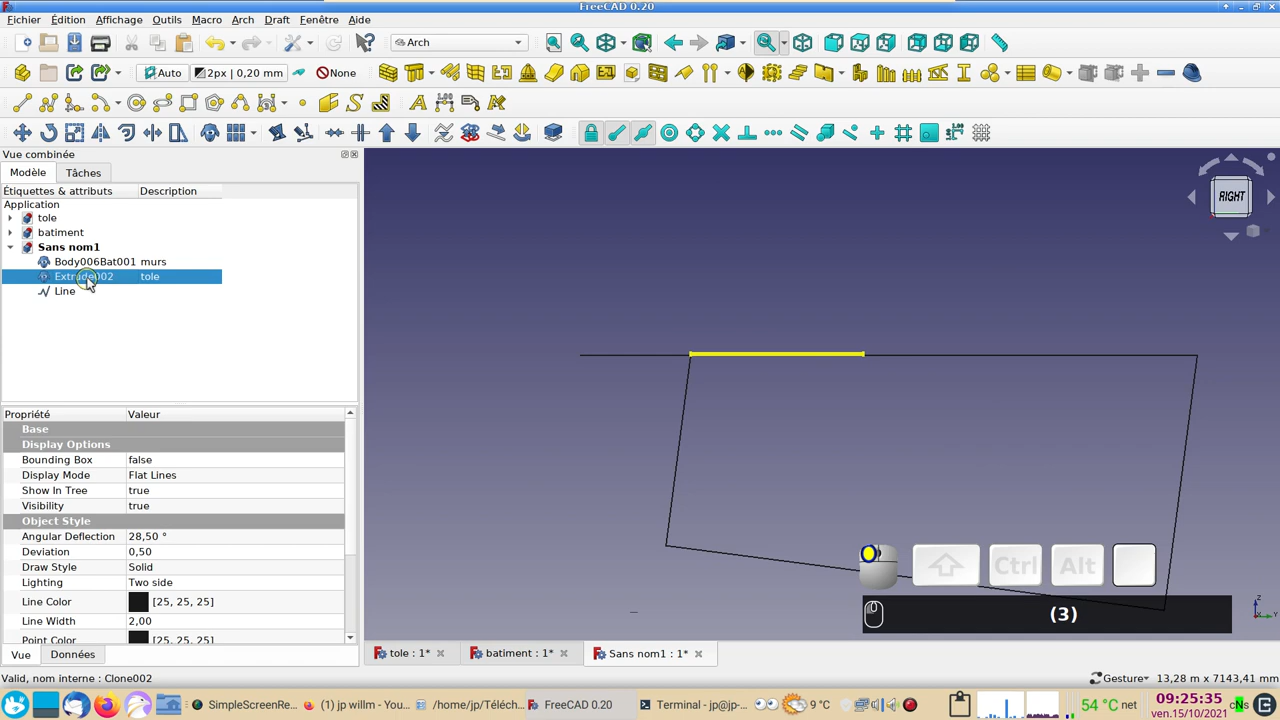 FreeCAD 0.20
Fichier Édition Affichage Outils Macro Arch Draft Fenêtre Aide
Arch
Auto 2px | 0,20 mm None
Vue combinée
Modèle Tâches
Étiquettes & attributs Description
Application
tole
batiment
Sans nom1
Body006Bat001 murs
Extrude002 tole
Line
RIGHT
Propriété Valeur
Base
Display Options
Bounding Box false
Display Mode Flat Lines
Show In Tree true
Visibility true
Object Style
Angular Deflection 28,50 °
Deviation 0,50
Draw Style Solid
Lighting Two side
Line Color [25, 25, 25]
Line Width 2,00
Point Color [25, 25, 25]
Ctrl Alt
(3)
Vue Données
tole : 1* batiment : 1* Sans nom1 : 1*
Valid, nom interne : Clone002
Gesture 13,28 m x 7143,41 mm
SimpleScreenRe... (1) jp willm - You... /home/jp/Téléch... FreeCAD 0.20 Terminal - jp@jp-... 9°C 54 °C net 09:25:35
ven.15/10/2021